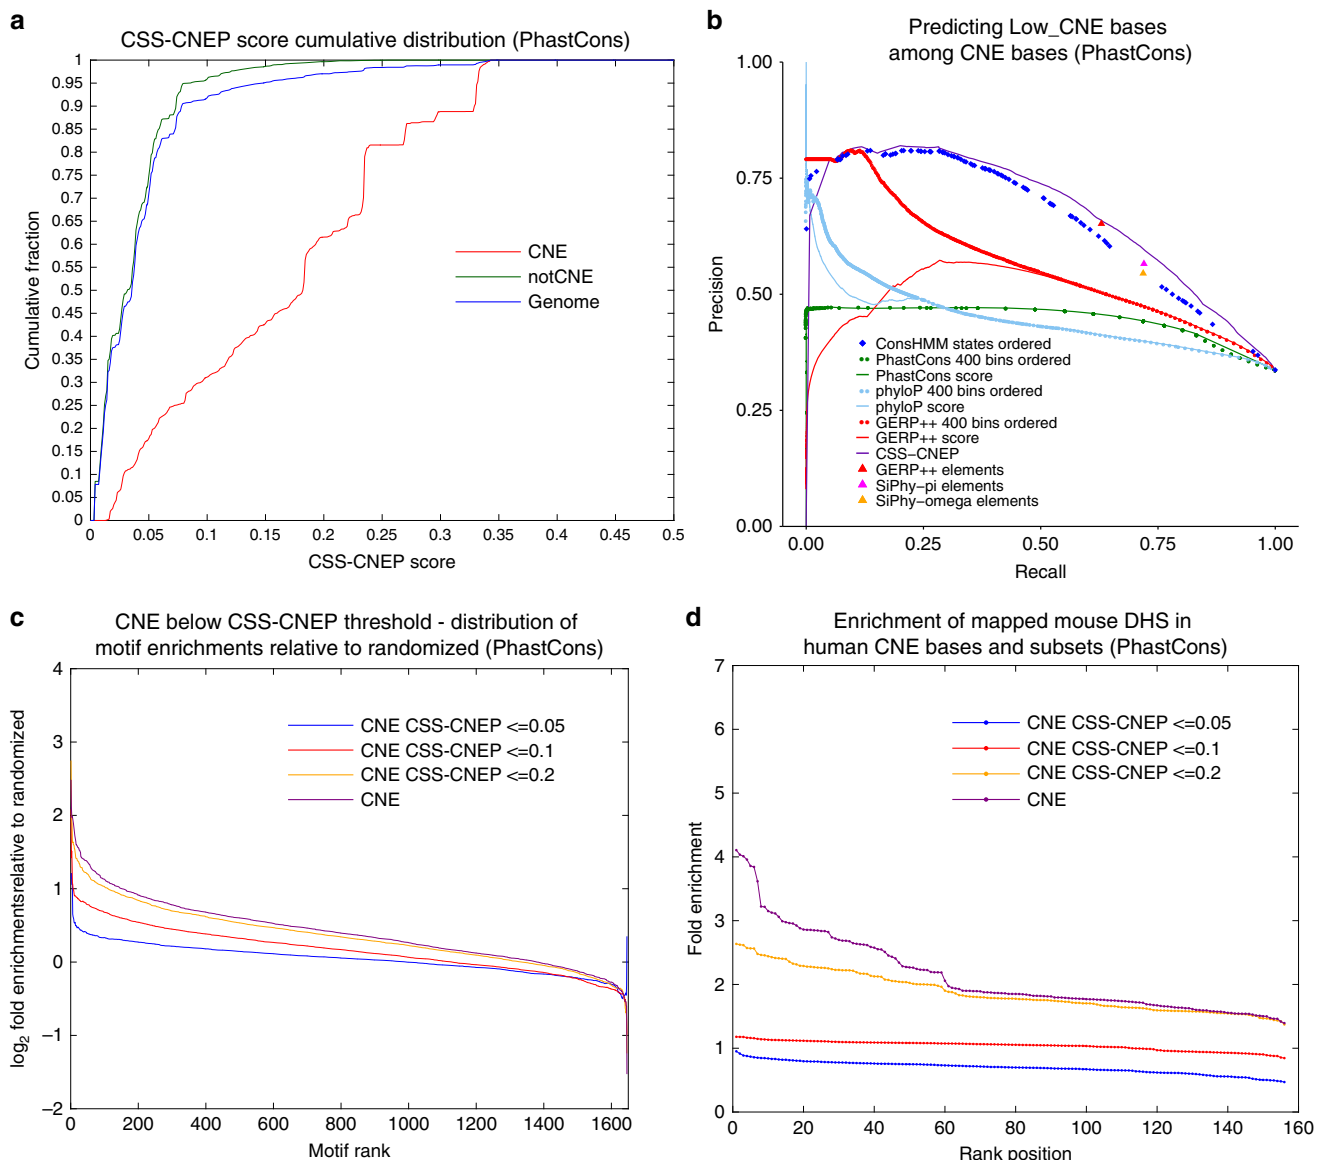 a
CSS-CNEP score cumulative distribution (PhastCons)
Cumulative fraction
1
0.95
0.9
0.85
0.8
0.75
0.7
0.65
0.6
0.55
0.5
0.45
0.4
0.35
0.3
0.25
0.2
0.15
0.1
0.05
0
CNE
notCNE
Genome
0 0.05 0.1 0.15 0.2 0.25 0.3 0.35 0.4 0.45 0.5
CSS-CNEP score
b
Predicting Low_CNE bases
among CNE bases (PhastCons)
Precision
1.00
0.75
0.50
0.25
0.00
ConsHMM states ordered
PhastCons 400 bins ordered
PhastCons score
phyloP 400 bins ordered
phyloP score
GERP++ 400 bins ordered
GERP++ score
CSS−CNEP
GERP++ elements
SiPhy−pi elements
SiPhy−omega elements
0.00 0.25 0.50 0.75 1.00
Recall
c
CNE below CSS-CNEP threshold - distribution of
motif enrichments relative to randomized (PhastCons)
log2 fold enrichmentsrelative to randomized
4
3
2
1
0
−1
−2
CNE CSS-CNEP <=0.05
CNE CSS-CNEP <=0.1
CNE CSS-CNEP <=0.2
CNE
0 200 400 600 800 1000 1200 1400 1600
Motif rank
d
Enrichment of mapped mouse DHS in
human CNE bases and subsets (PhastCons)
Fold enrichment
7
6
5
4
3
2
1
0
CNE CSS-CNEP <=0.05
CNE CSS-CNEP <=0.1
CNE CSS-CNEP <=0.2
CNE
0 20 40 60 80 100 120 140 160
Rank position